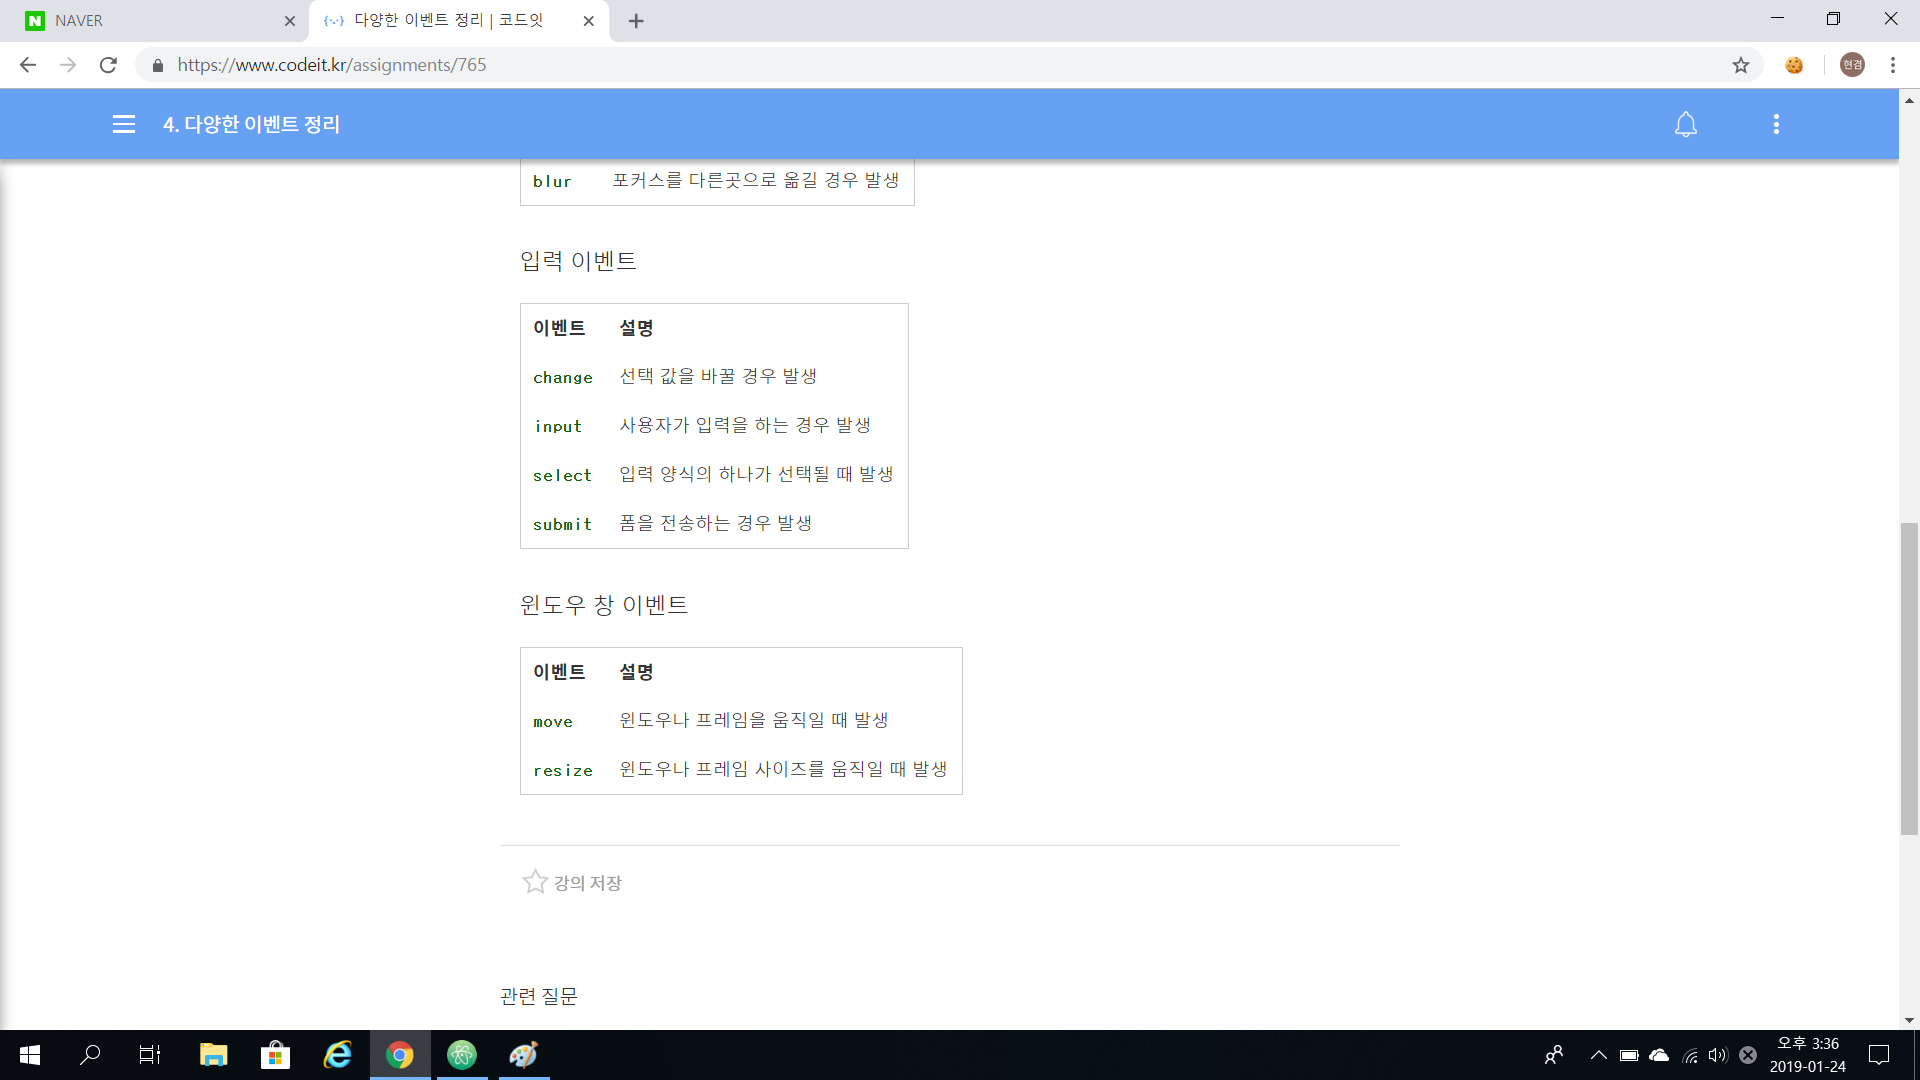 NAVER
다양한 이벤트 정리 | 코드잇
https://www.codeit.kr/assignments/765
현경
4. 다양한 이벤트 정리
blur 포커스를 다른곳으로 옮길 경우 발생
입력 이벤트
이벤트 설명
change 선택 값을 바꿀 경우 발생
input 사용자가 입력을 하는 경우 발생
select 입력 양식의 하나가 선택될 때 발생
submit 폼을 전송하는 경우 발생
윈도우 창 이벤트
이벤트 설명
move 윈도우나 프레임을 움직일 때 발생
resize 윈도우나 프레임 사이즈를 움직일 때 발생
강의 저장
관련 질문
오후 3:36
2019-01-24